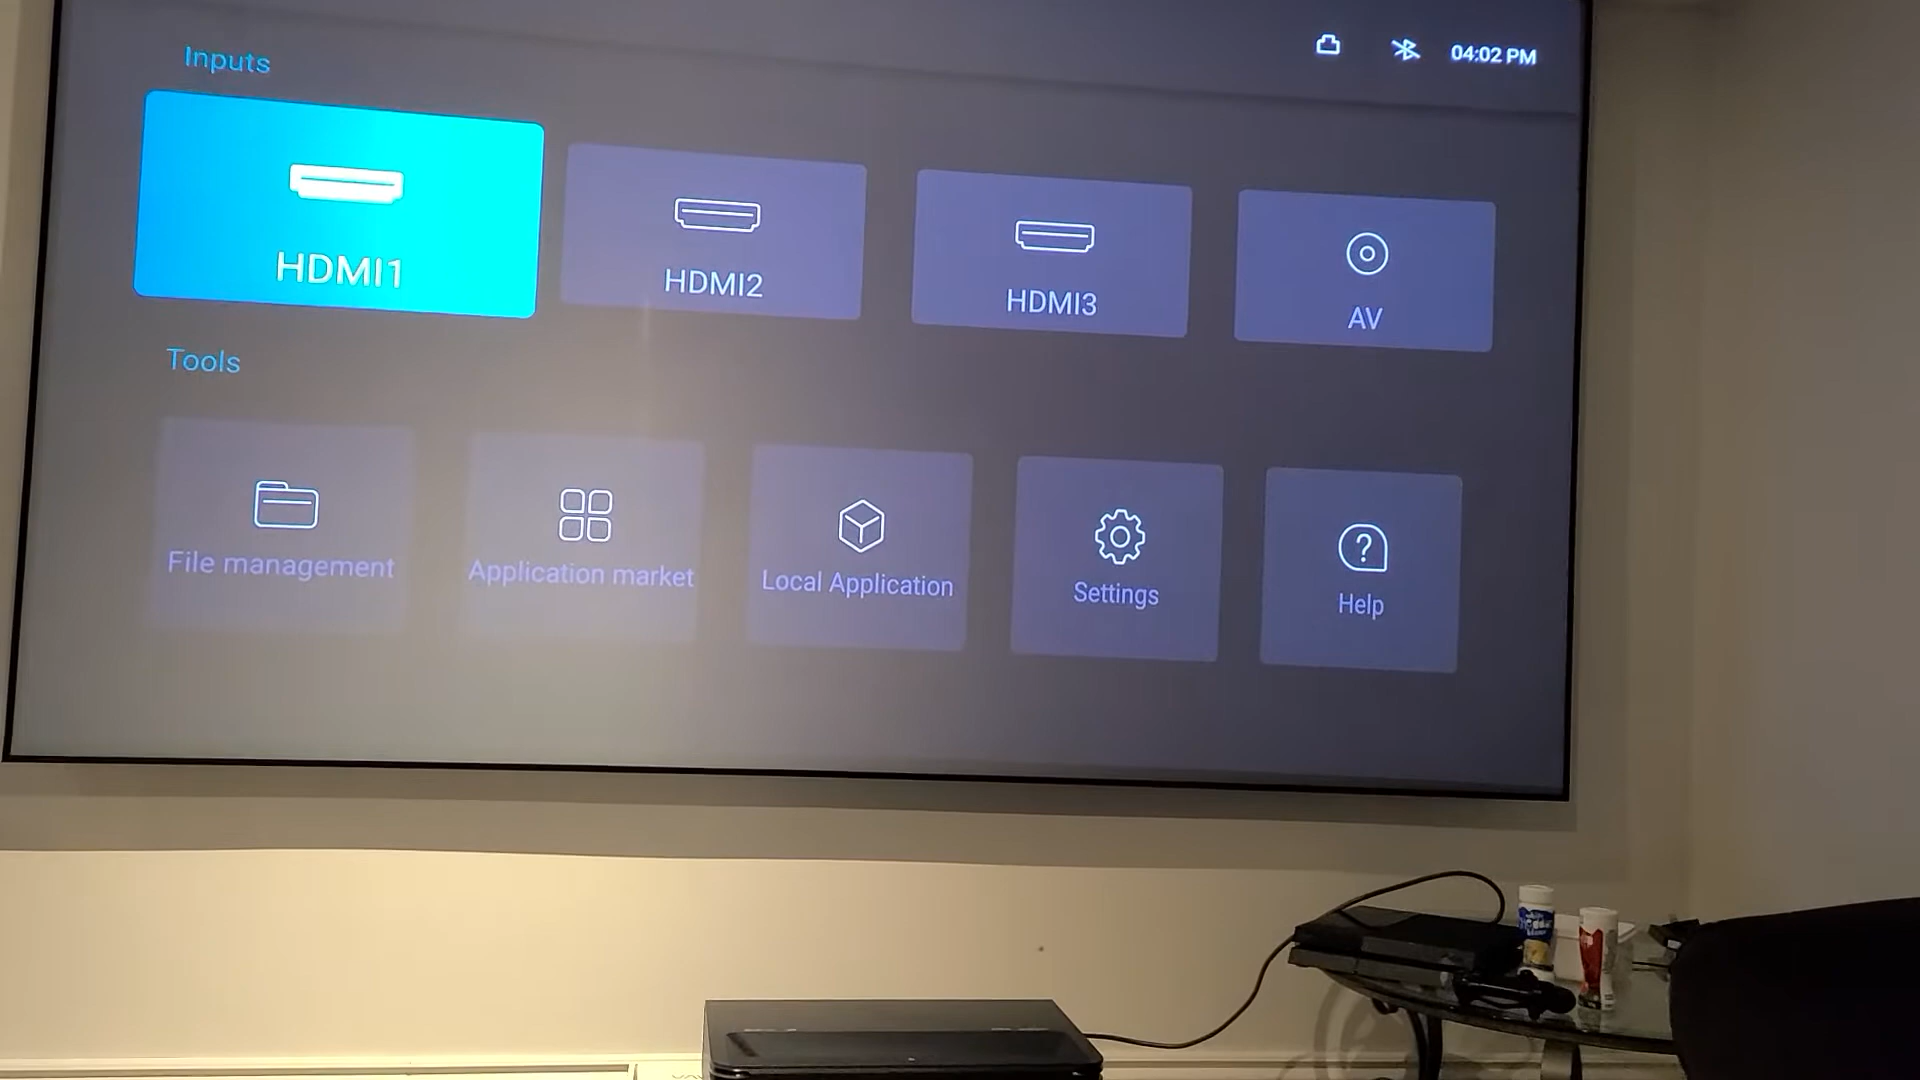 Inputs
04:02 PM
HDMI1
HDMI2
HDMI3
AV
Tools
File management
Application market
Local Application
Settings
Help